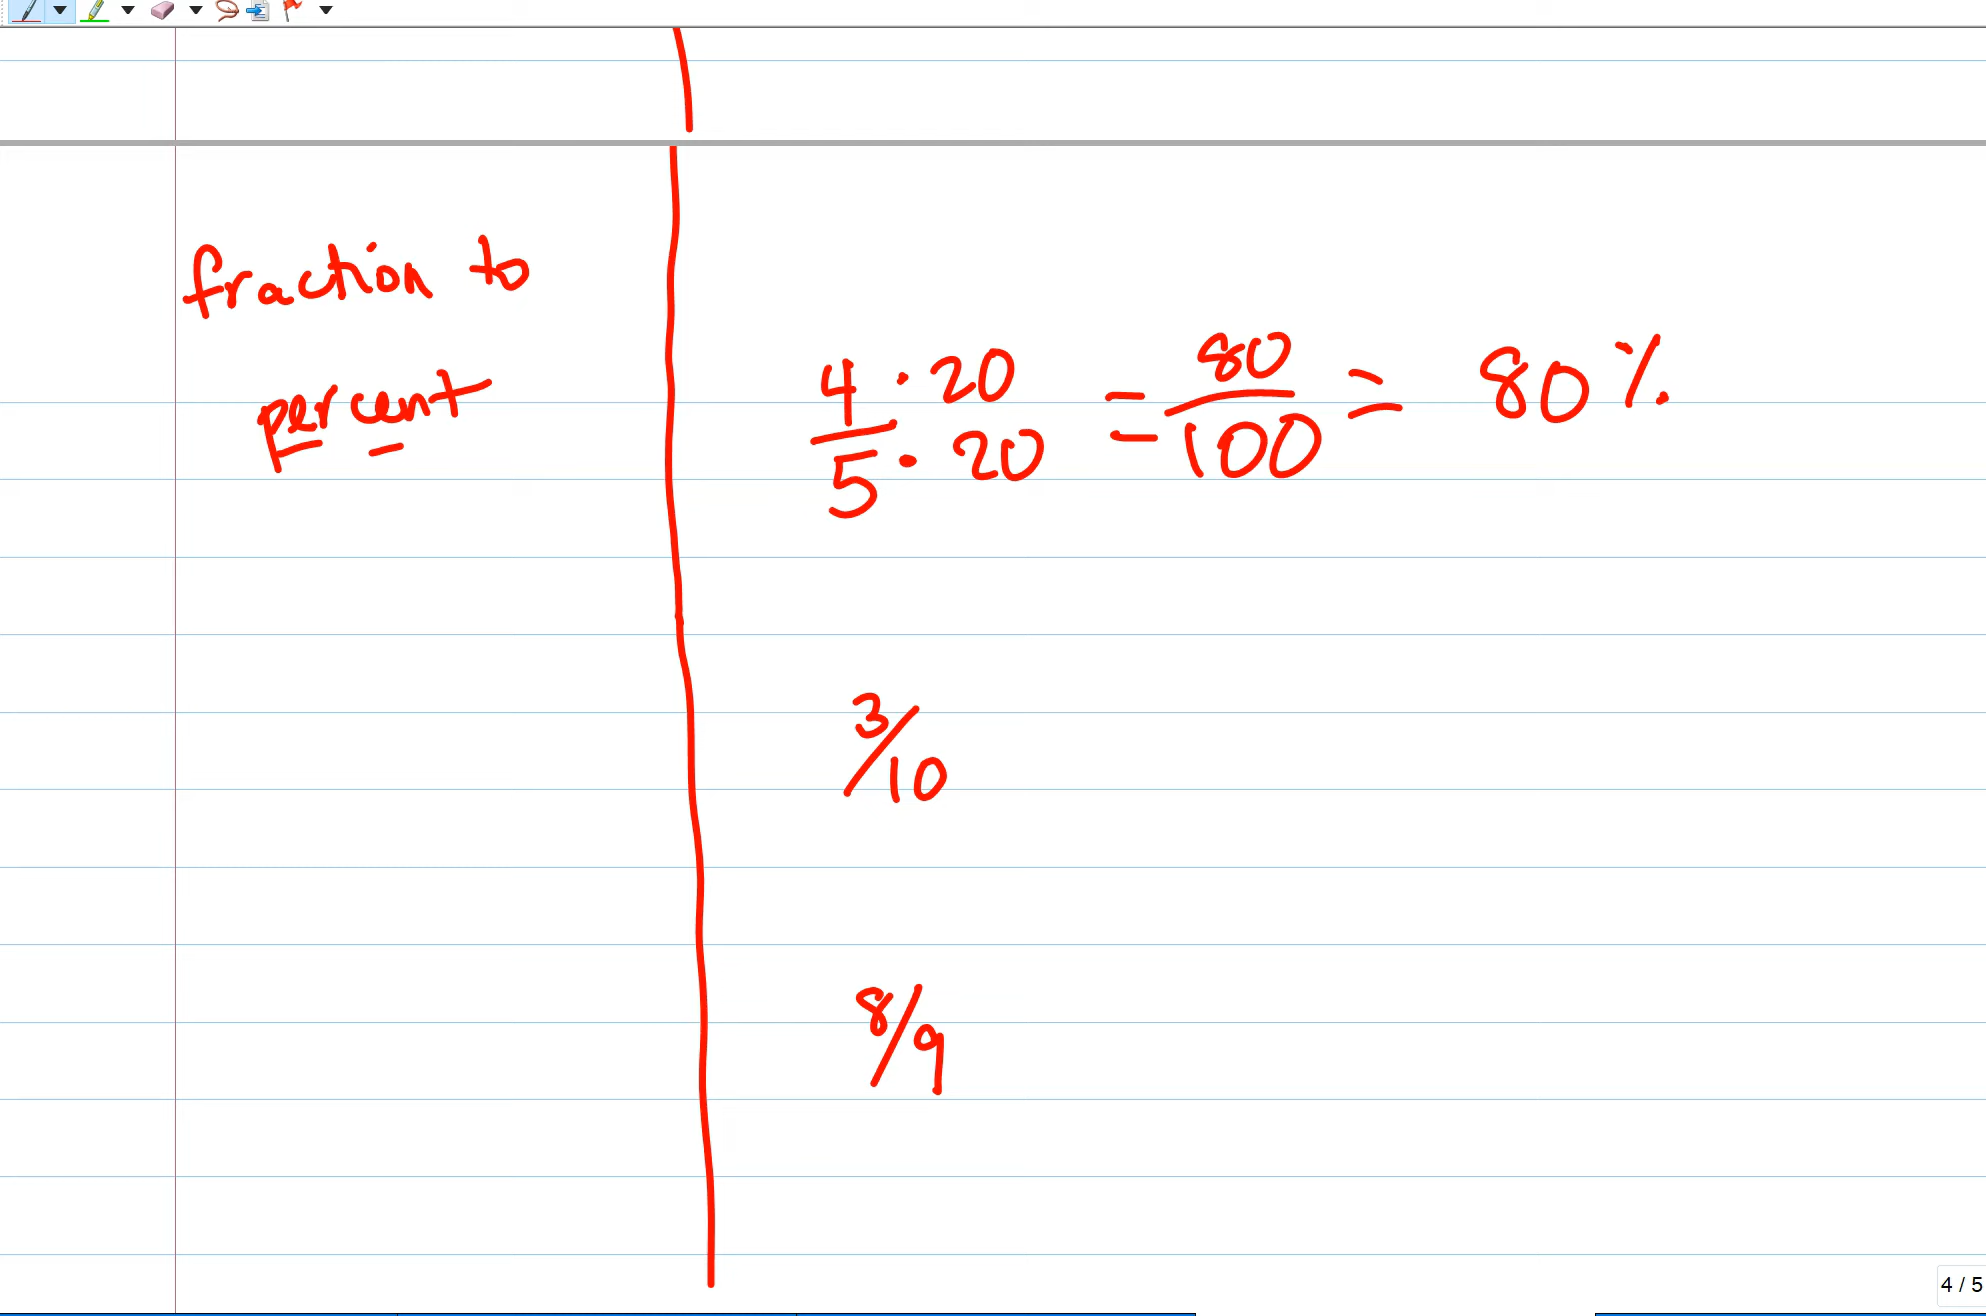 fraction to
percent
4 · 20 / 5 · 20 = 80 / 100 = 80%
3/10
8/9
4 / 5